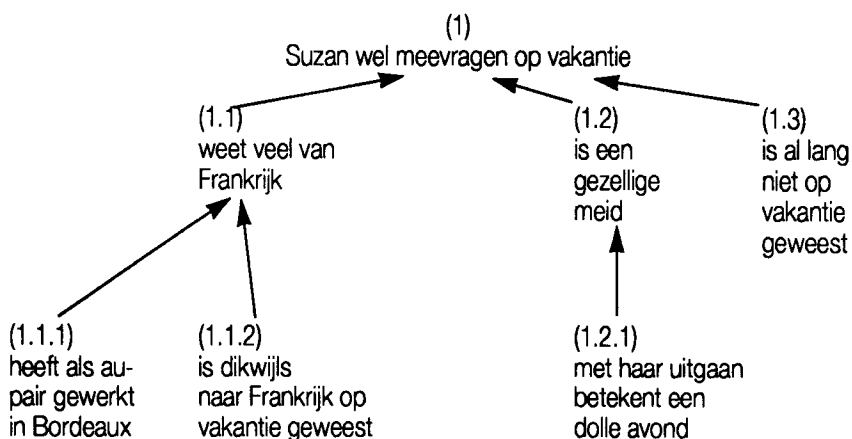 (1)
Suzan wel meevragen op vakantie
(1.1)
weet veel van
Frankrijk
(1.2)
is een
gezellige
meid
(1.3)
is al lang
niet op
vakantie
geweest
(1.1.1)
heeft als au-
pair gewerkt
in Bordeaux
(1.1.2)
is dikwijls
naar Frankrijk op
vakantie geweest
(1.2.1)
met haar uitgaan
betekent een
dolle avond